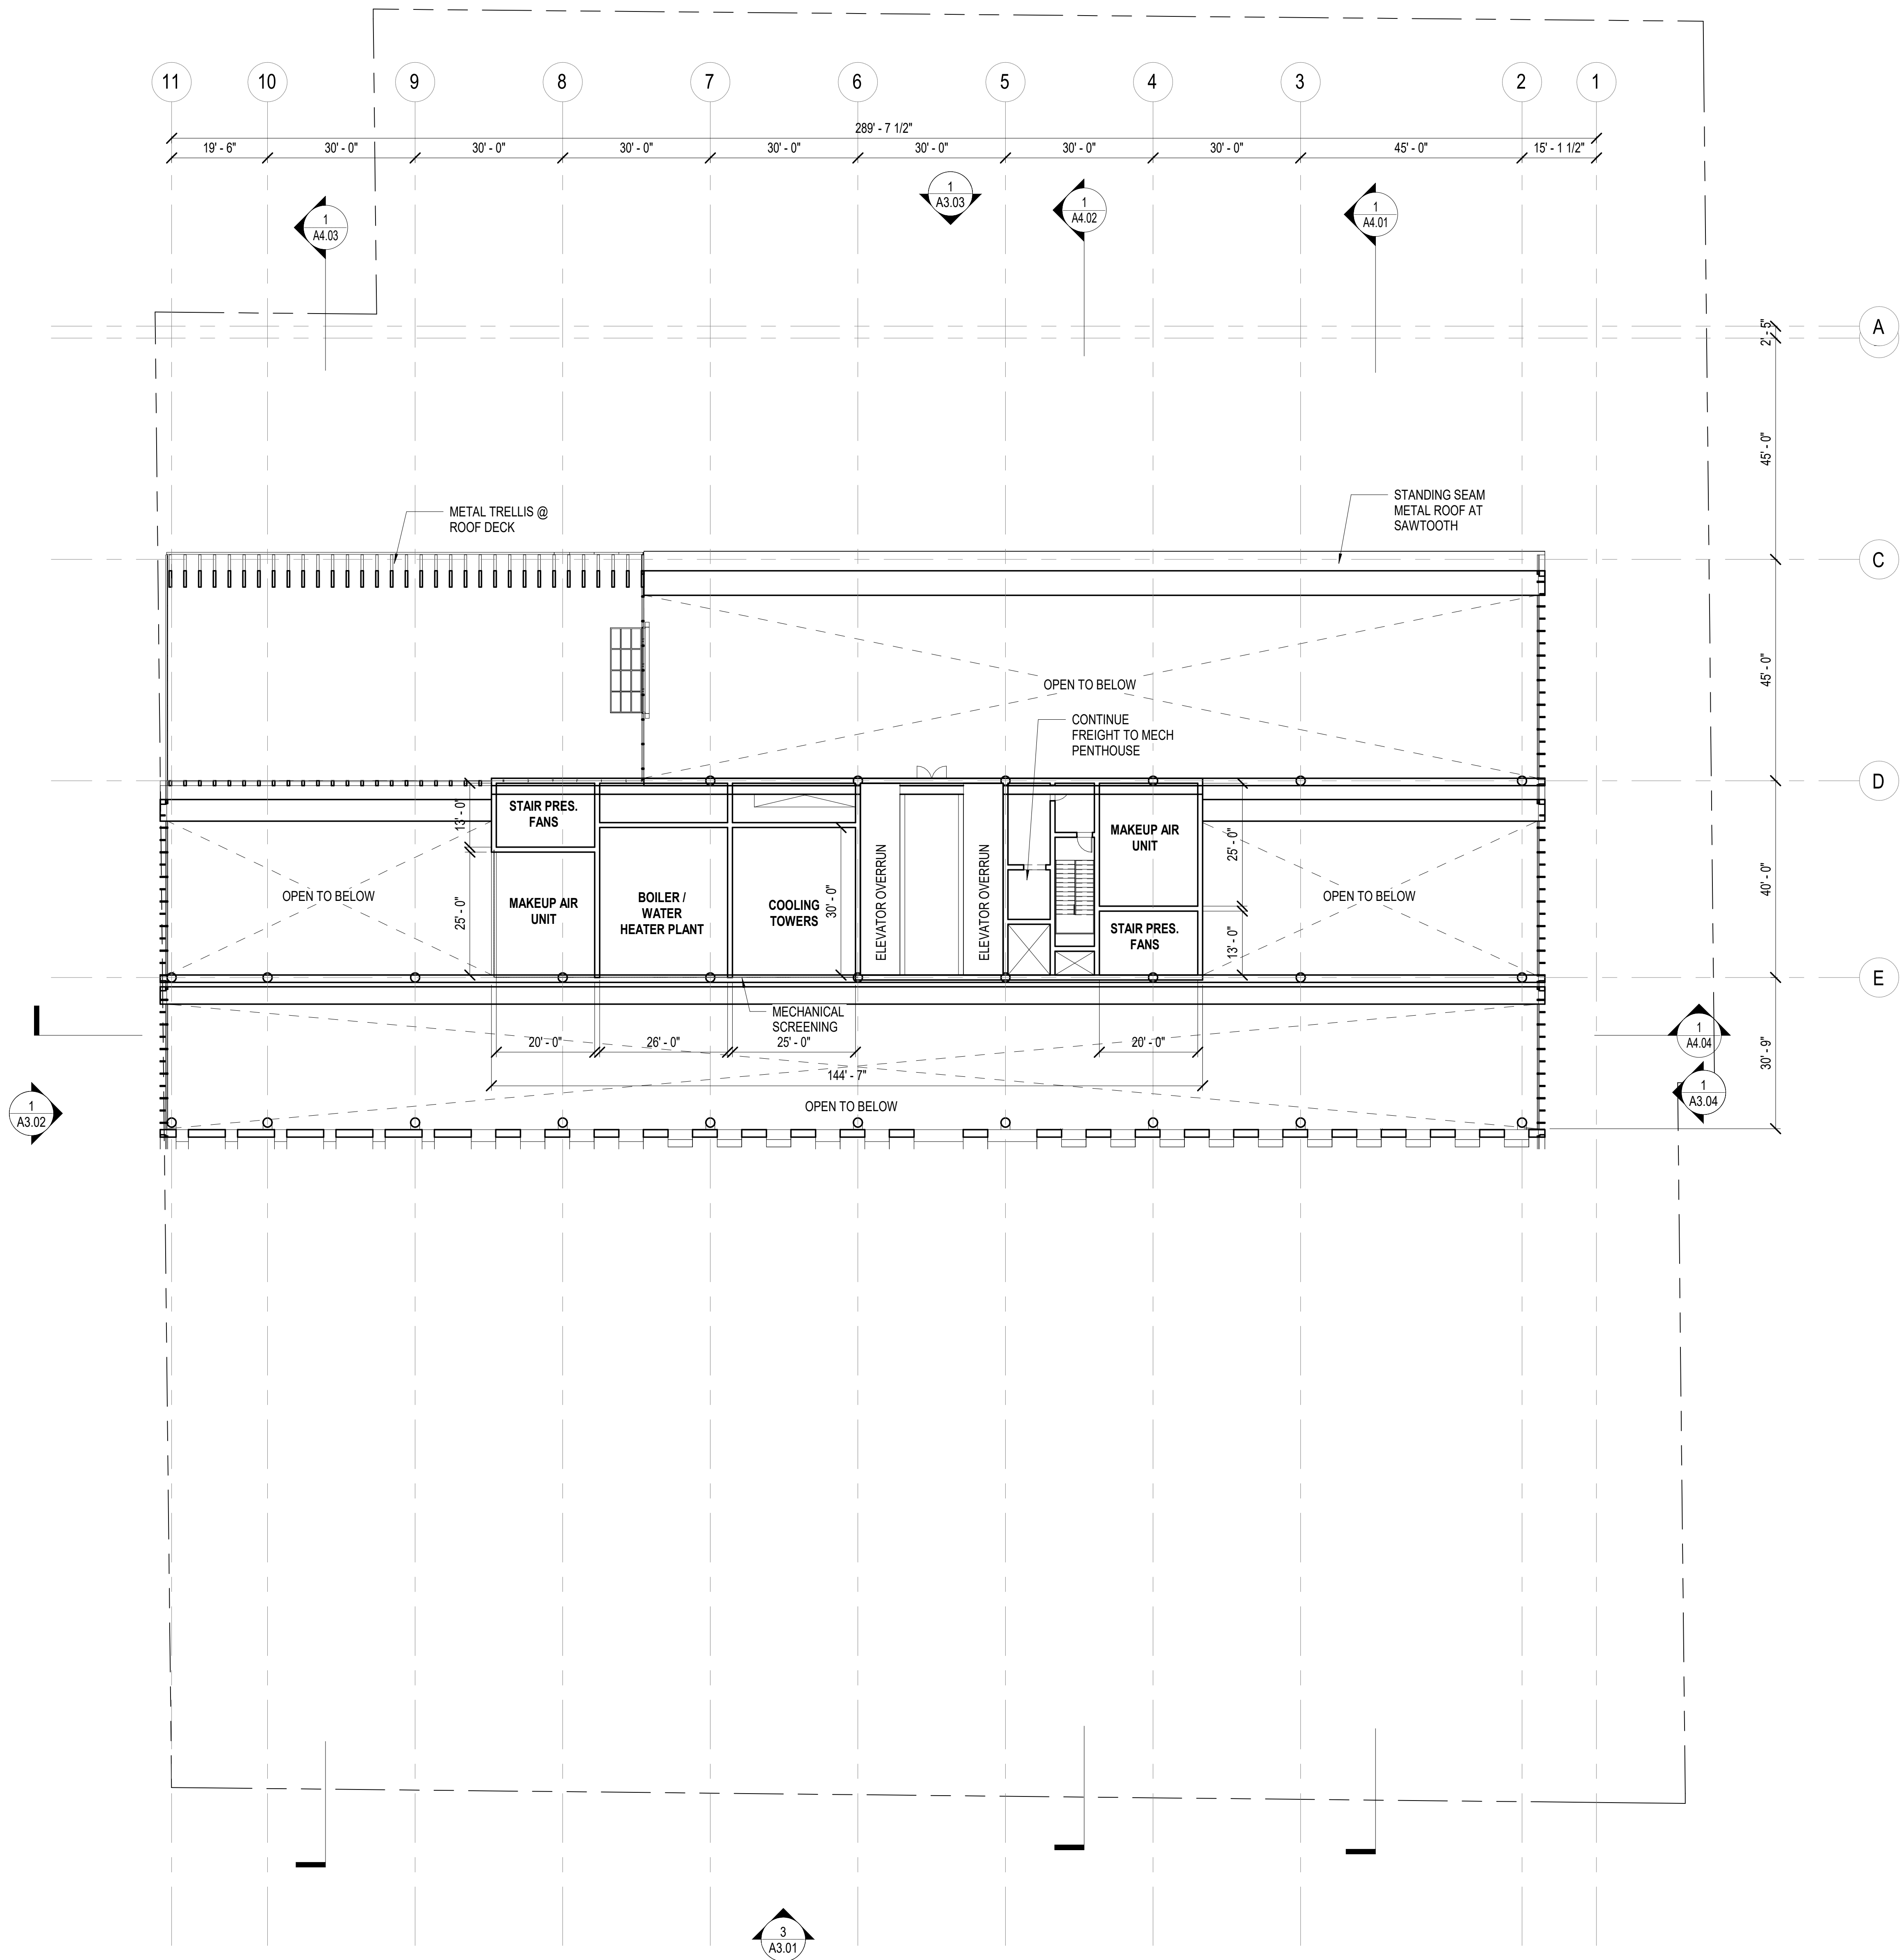 11
10
9
8
7
6
5
4
3
2
1
289' - 7 1/2"
19' - 6"
30' - 0"
30' - 0"
30' - 0"
30' - 0"
30' - 0"
30' - 0"
30' - 0"
45' - 0"
15' - 1 1/2"
1
A4.03
1
A3.03
1
A4.02
1
A4.01
A
2' - 5"
45' - 0"
METAL TRELLIS @
ROOF DECK
STANDING SEAM
METAL ROOF AT
SAWTOOTH
C
45' - 0"
OPEN TO BELOW
CONTINUE
FREIGHT TO MECH
PENTHOUSE
D
13' - 0"
STAIR PRES.
FANS
MAKEUP AIR
UNIT
25' - 0"
40' - 0"
OPEN TO BELOW
25' - 0"
MAKEUP AIR
UNIT
BOILER /
WATER
HEATER PLANT
COOLING
TOWERS
30' - 0"
ELEVATOR OVERRUN
ELEVATOR OVERRUN
STAIR PRES.
FANS
13' - 0"
OPEN TO BELOW
E
MECHANICAL
SCREENING
20' - 0"
26' - 0"
25' - 0"
20' - 0"
144' - 7"
OPEN TO BELOW
30' - 9"
1
A4.04
1
A3.04
1
A3.02
3
A3.01